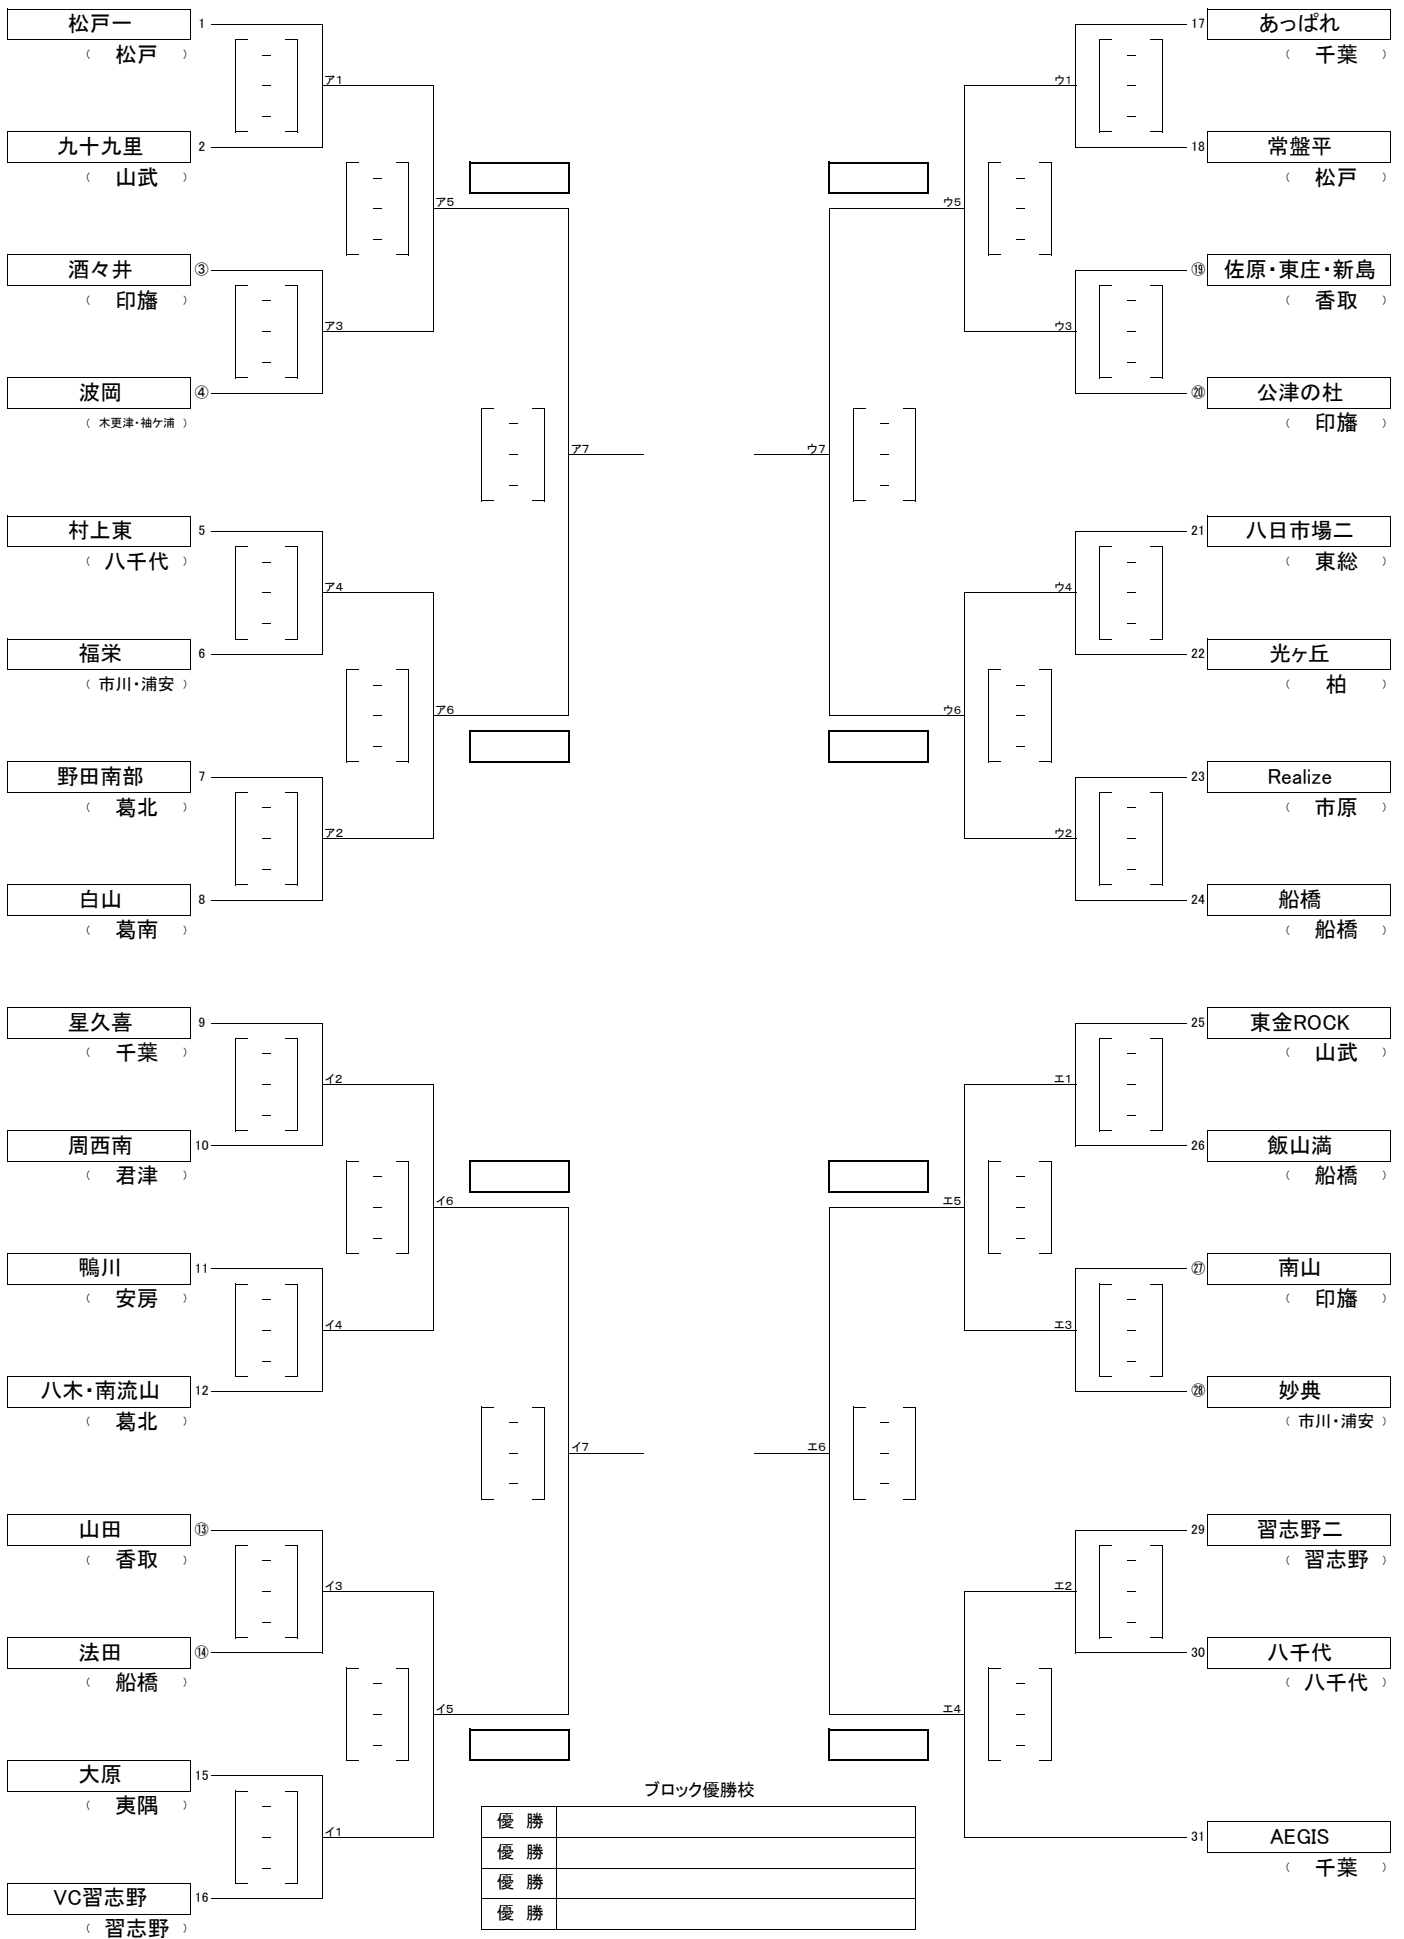 松戸一 1
（ 松戸 ）
－
－
－
ア1
九十九里 2
（ 山武 ）
－
－
－
ア5
酒々井 ③
（ 印旛 ）
－
－
－
ア3
波岡 ④
（ 木更津・袖ケ浦 ）
－
－
－
ア7
村上東 5
（ 八千代 ）
－
－
－
ア4
福栄 6
（ 市川・浦安 ）
－
－
－
ア6
野田南部 7
（ 葛北 ）
－
－
－
ア2
白山 8
（ 葛南 ）
星久喜 9
（ 千葉 ）
－
－
－
イ2
周西南 10
（ 君津 ）
－
－
－
イ6
鴨川 11
（ 安房 ）
－
－
－
イ4
八木・南流山 12
（ 葛北 ）
－
－
－
イ7
山田 ⑬
（ 香取 ）
－
－
－
イ3
法田 ⑭
（ 船橋 ）
－
－
－
イ5
大原 15
（ 夷隅 ）
－
－
－
イ1
VC習志野 16
（ 習志野 ）
17 あっぱれ
（ 千葉 ）
－
－
－
ウ1
18 常盤平
（ 松戸 ）
－
－
－
ウ5
⑲ 佐原・東庄・新島
（ 香取 ）
－
－
－
ウ3
⑳ 公津の杜
（ 印旛 ）
－
－
－
ウ7
21 八日市場二
（ 東総 ）
－
－
－
ウ4
22 光ヶ丘
（ 柏 ）
－
－
－
ウ6
23 Realize
（ 市原 ）
－
－
－
ウ2
24 船橋
（ 船橋 ）
25 東金ROCK
（ 山武 ）
－
－
－
エ1
26 飯山満
（ 船橋 ）
－
－
－
エ5
㉗ 南山
（ 印旛 ）
－
－
－
エ3
㉘ 妙典
（ 市川・浦安 ）
－
－
－
エ6
29 習志野二
（ 習志野 ）
－
－
－
エ2
30 八千代
（ 八千代 ）
－
－
－
エ4
31 AEGIS
（ 千葉 ）
ブロック優勝校
優 勝
優 勝
優 勝
優 勝